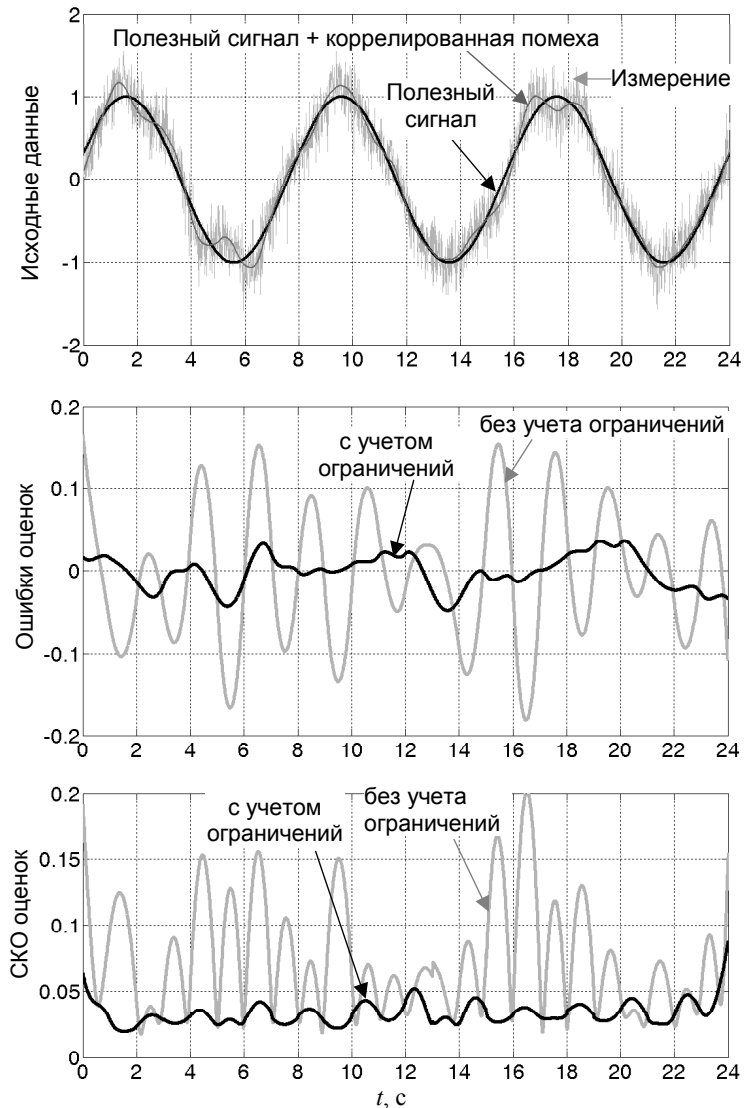 Полезный сигнал + коррелированная помеха
Измерение
Полезный
сигнал
Исходные данные
2
1
0
-1
-2
0 2 4 6 8 10 12 14 16 18 20 22 24
без учета ограничений
с учетом
ограничений
Ошибки оценок
0.2
0.1
0
-0.1
-0.2
0 2 4 6 8 10 12 14 16 18 20 22 24
с учетом
ограничений
без учета
ограничений
СКО оценок
0.2
0.15
0.1
0.05
0
0 2 4 6 8 10 12 14 16 18 20 22 24
t, с